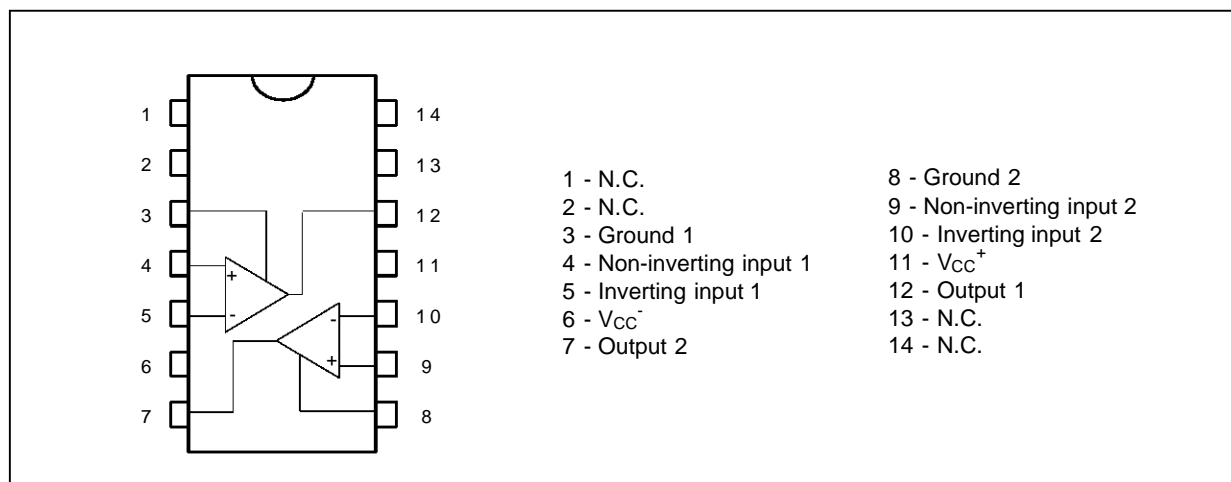 1
2
3
4
5
6
7
14
13
12
11
10
9
8
+
-
-
+
1 - N.C.
2 - N.C.
3 - Ground 1
4 - Non-inverting input 1
5 - Inverting input 1
6 - VCC-
7 - Output 2
8 - Ground 2
9 - Non-inverting input 2
10 - Inverting input 2
11 - VCC+
12 - Output 1
13 - N.C.
14 - N.C.